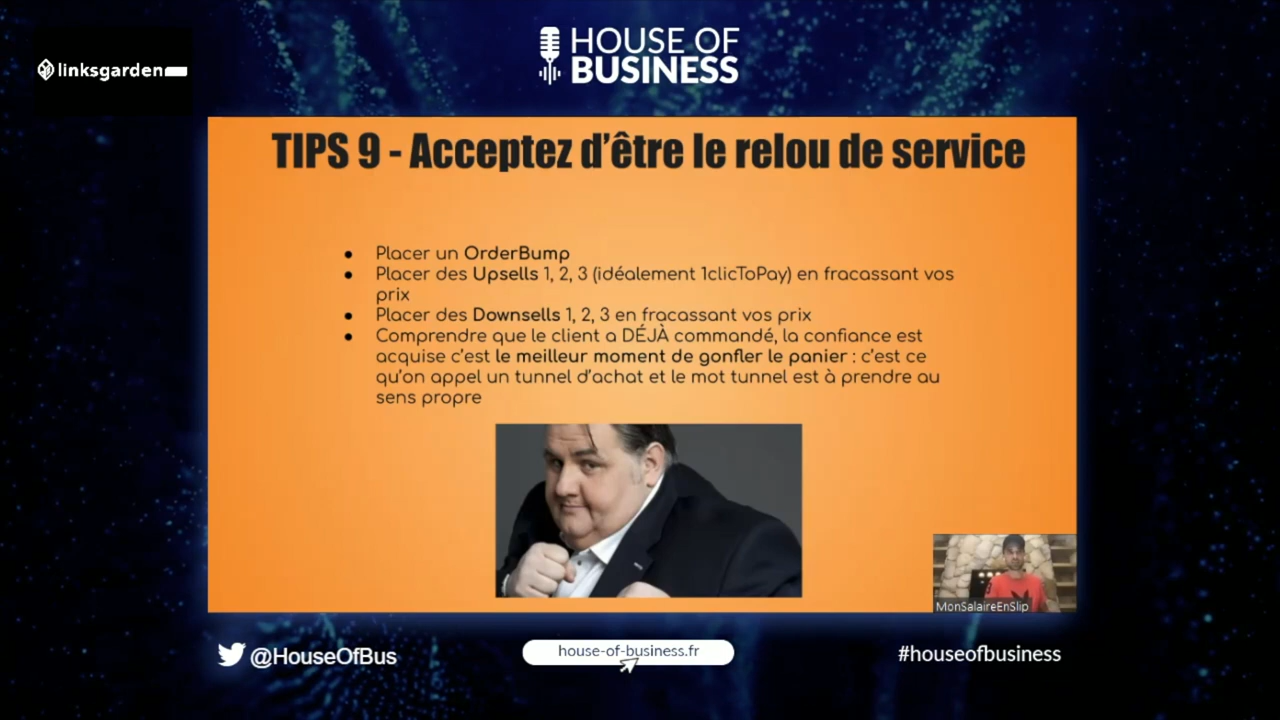 linksgarden
HOUSE OF
BUSINESS
TIPS 9 - Acceptez d'être le relou de service
● Placer un OrderBump
● Placer des Upsells 1, 2, 3 (idéalement 1clicToPay) en fracassant vos
prix
● Placer des Downsells 1, 2, 3 en fracassant vos prix
● Comprendre que le client a DÉJÀ commandé, la confiance est
acquise c'est le meilleur moment de gonfler le panier : c'est ce
qu'on appel un tunnel d'achat et le mot tunnel est à prendre au
sens propre
MonSalaireEnSlip
@HouseOfBus
house-of-business.fr
#houseofbusiness